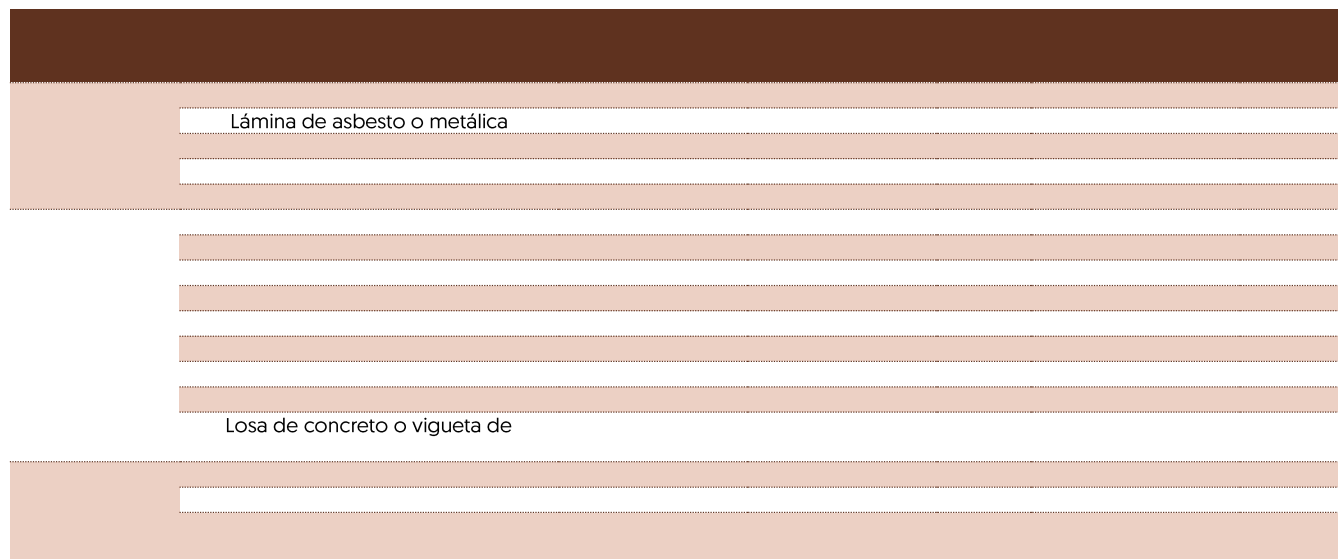 Lámina de asbesto o metálica
Losa de concreto o vigueta de